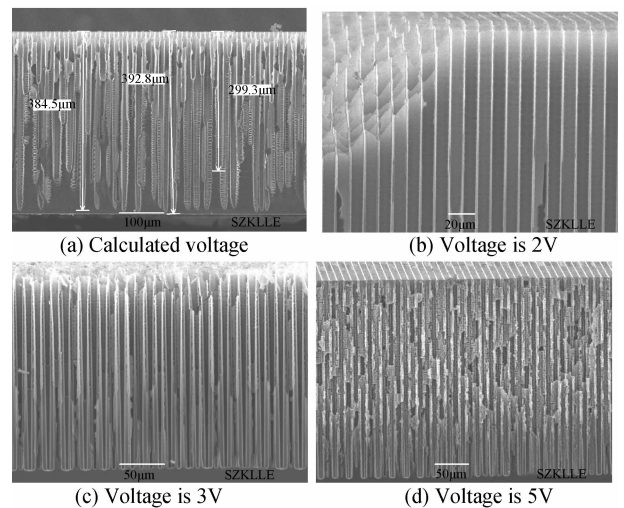 392.8μm
384.5μm
299.3μm
100μm
SZKLLE
20μm
SZKLLE
(a) Calculated voltage
(b) Voltage is 2V
50μm
SZKLLE
50μm
SZKLLE
(c) Voltage is 3V
(d) Voltage is 5V